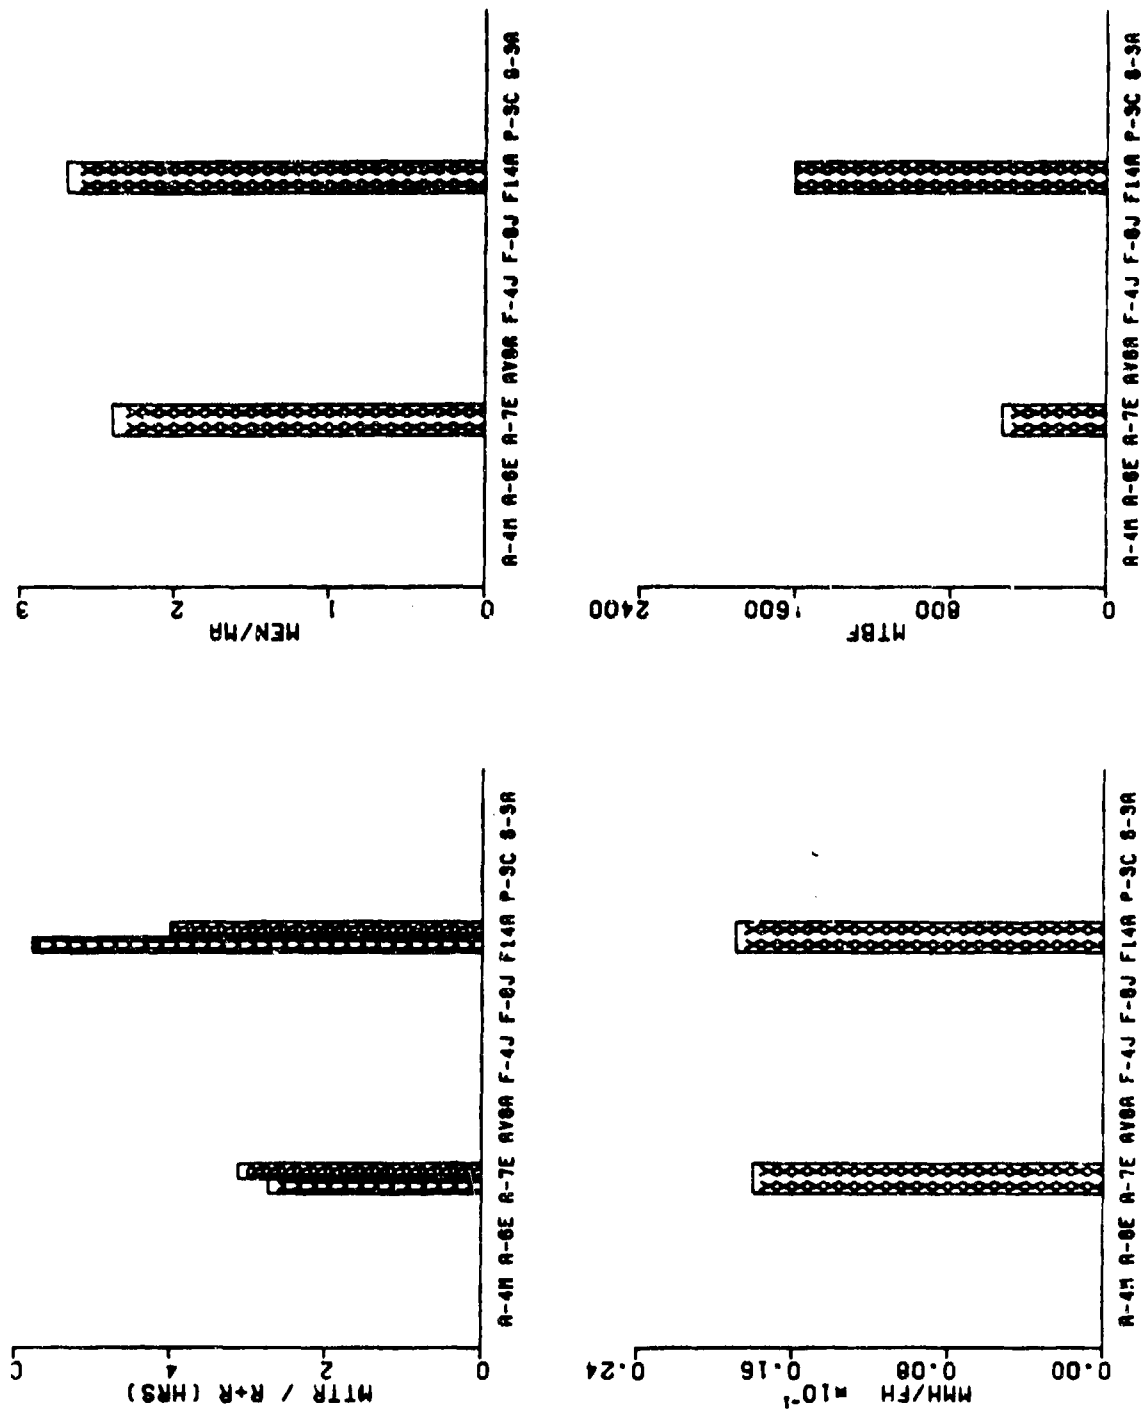 MTTR / R+R (HRS)
0 2 4
A-4M A-6E A-7E AV8A F-4J F-8J F14A P-3C S-3A
MEN/MA
0 1 2 3
A-4M A-6E A-7E AV8A F-4J F-8J F14A P-3C S-3A
MMH/FH ×10⁻¹
0.00 0.08 0.16 0.24
A-4M A-6E A-7E AV8A F-4J F-8J F14A P-3C S-3A
MTBF
0 800 1600 2400
A-4M A-6E A-7E AV8A F-4J F-8J F14A P-3C S-3A